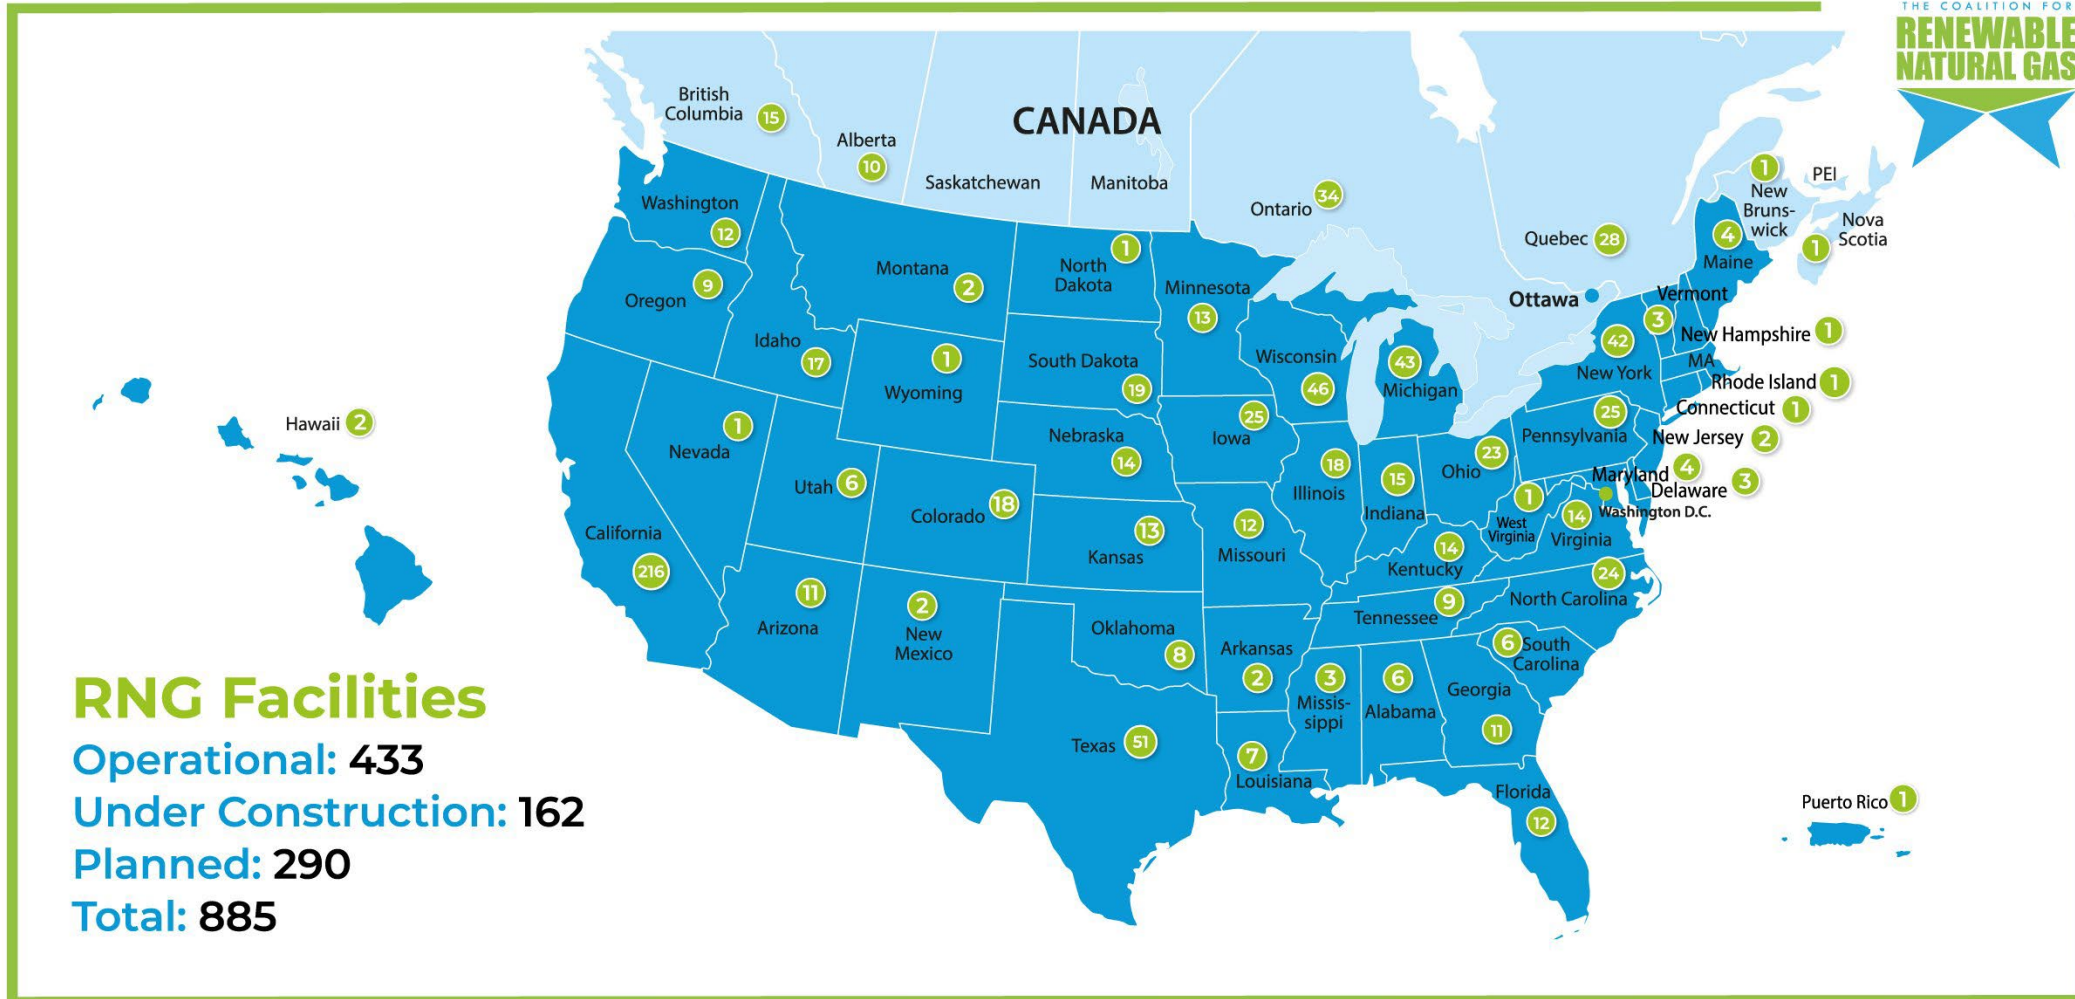 THE COALITION FOR
RENEWABLE
NATURAL GAS
CANADA
British
Columbia
15
Alberta
10
Saskatchewan
Manitoba
Ontario
34
Quebec
28
1
New
Bruns-
wick
PEI
Nova
Scotia
1
Ottawa
Washington
12
Oregon
9
Idaho
17
Montana
2
Wyoming
1
North
Dakota
1
South Dakota
19
Minnesota
13
Wisconsin
46
43
Michigan
4
Maine
Vermont
3
New Hampshire
1
MA
42
New York
Rhode Island
1
Connecticut
1
25
Pennsylvania
New Jersey
2
Maryland
4
Delaware
3
Washington D.C.
Nevada
1
Utah
6
Colorado
18
Nebraska
14
Iowa
25
Illinois
18
15
Indiana
Ohio
23
1
West
Virginia
14
Virginia
California
216
Arizona
11
2
New
Mexico
Kansas
13
12
Missouri
14
Kentucky
24
North Carolina
Tennessee
9
Oklahoma
8
Arkansas
2
3
Missis-
sippi
6
Alabama
Georgia
11
6
South
Carolina
Texas
51
7
Louisiana
Florida
12
Hawaii
2
Puerto Rico
1
RNG Facilities
Operational: 433
Under Construction: 162
Planned: 290
Total: 885